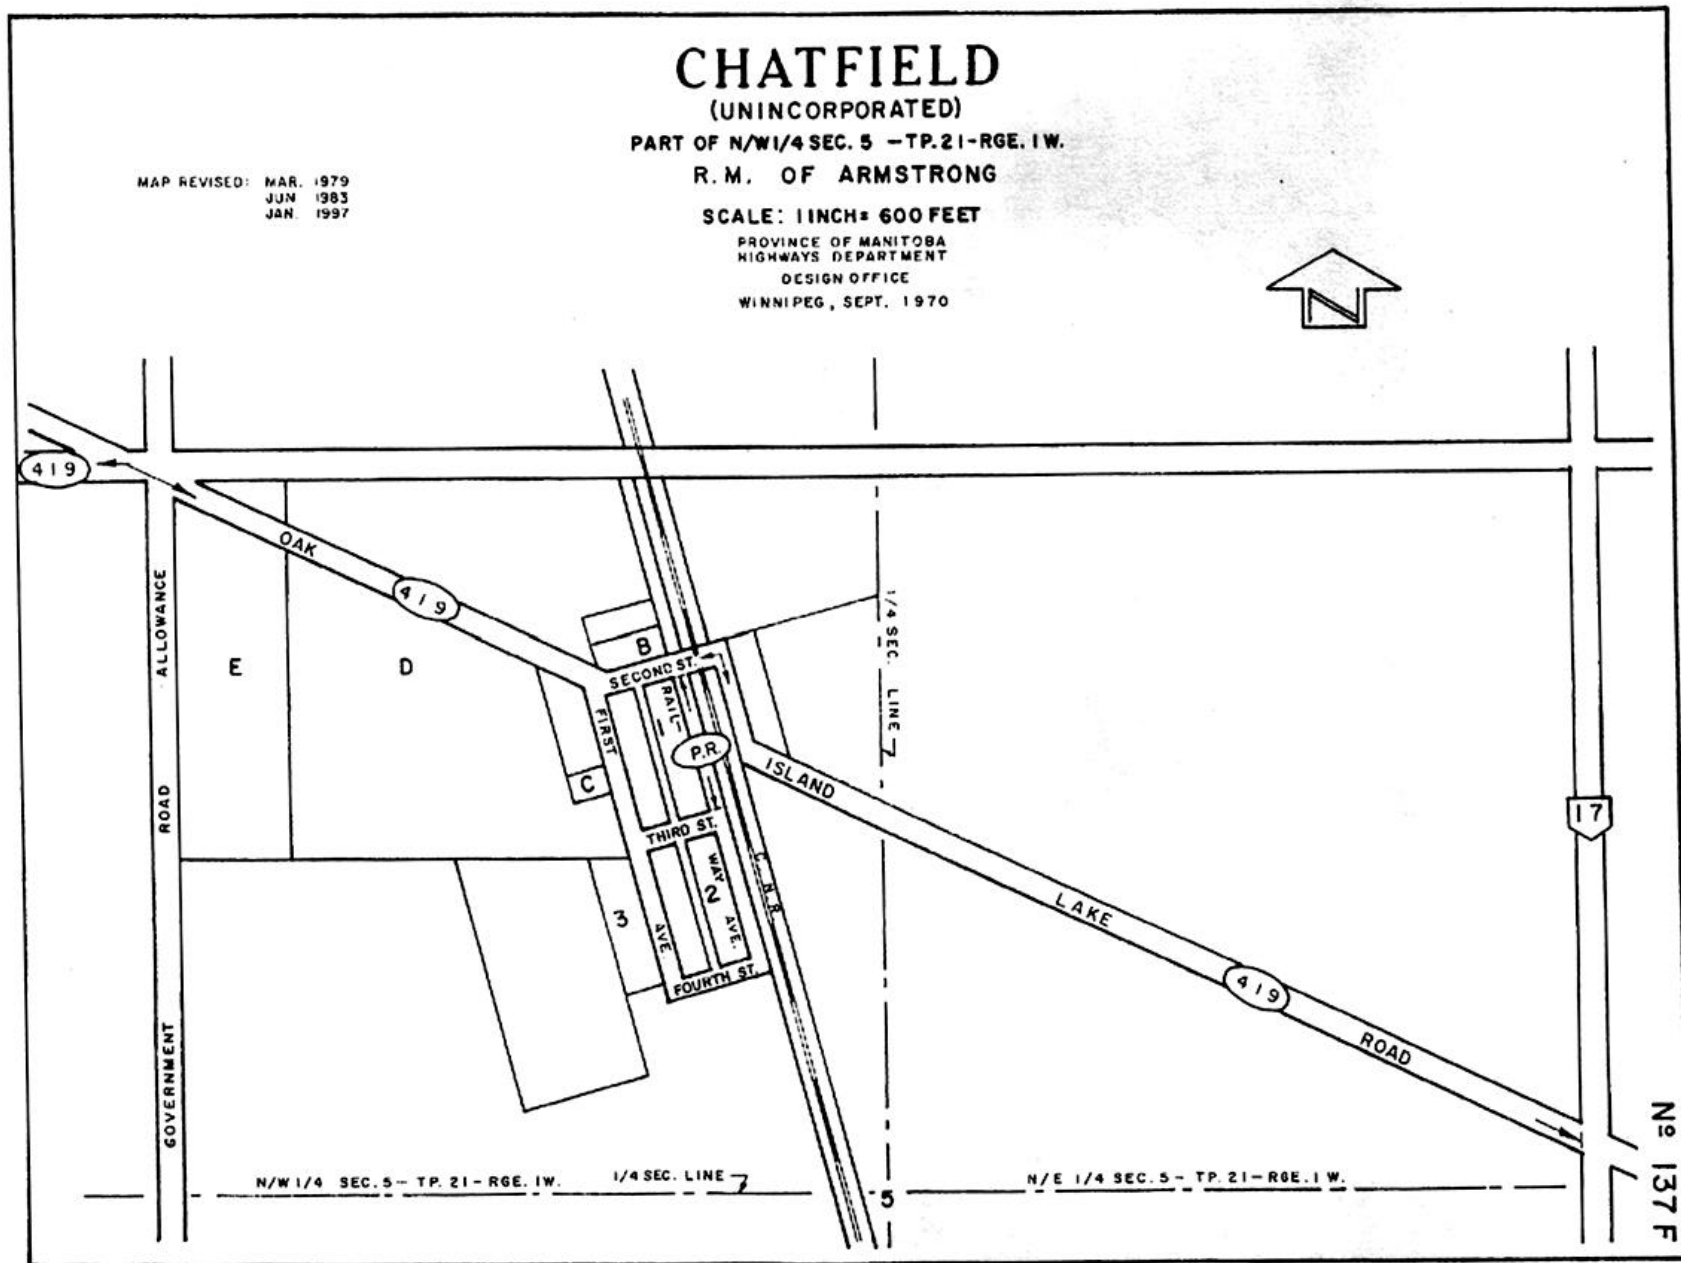 CHATFIELD
(UNINCORPORATED)
PART OF N/W1/4 SEC. 5 -TP.21-RGE. 1W.
R.M. OF ARMSTRONG
SCALE: 1INCH= 600 FEET
PROVINCE OF MANITOBA
HIGHWAYS DEPARTMENT
DESIGN OFFICE
WINNIPEG, SEPT. 1970
MAP REVISED: MAR. 1979
JUN 1983
JAN. 1997
N
419
OAK
419
E
D
B
SECOND ST.
FIRST
AVE.
RAIL-
WAY
AVE.
P.R.
C
THIRD ST.
2
3
FOURTH ST.
C. N. R.
ISLAND
LAKE
419
ROAD
1/4 SEC. LINE
17
GOVERNMENT ROAD ALLOWANCE
N/W 1/4 SEC. 5- TP. 21- RGE. 1W.
1/4 SEC. LINE
5
N/E 1/4 SEC. 5- TP. 21- RGE. 1 W.
Nº 137 F